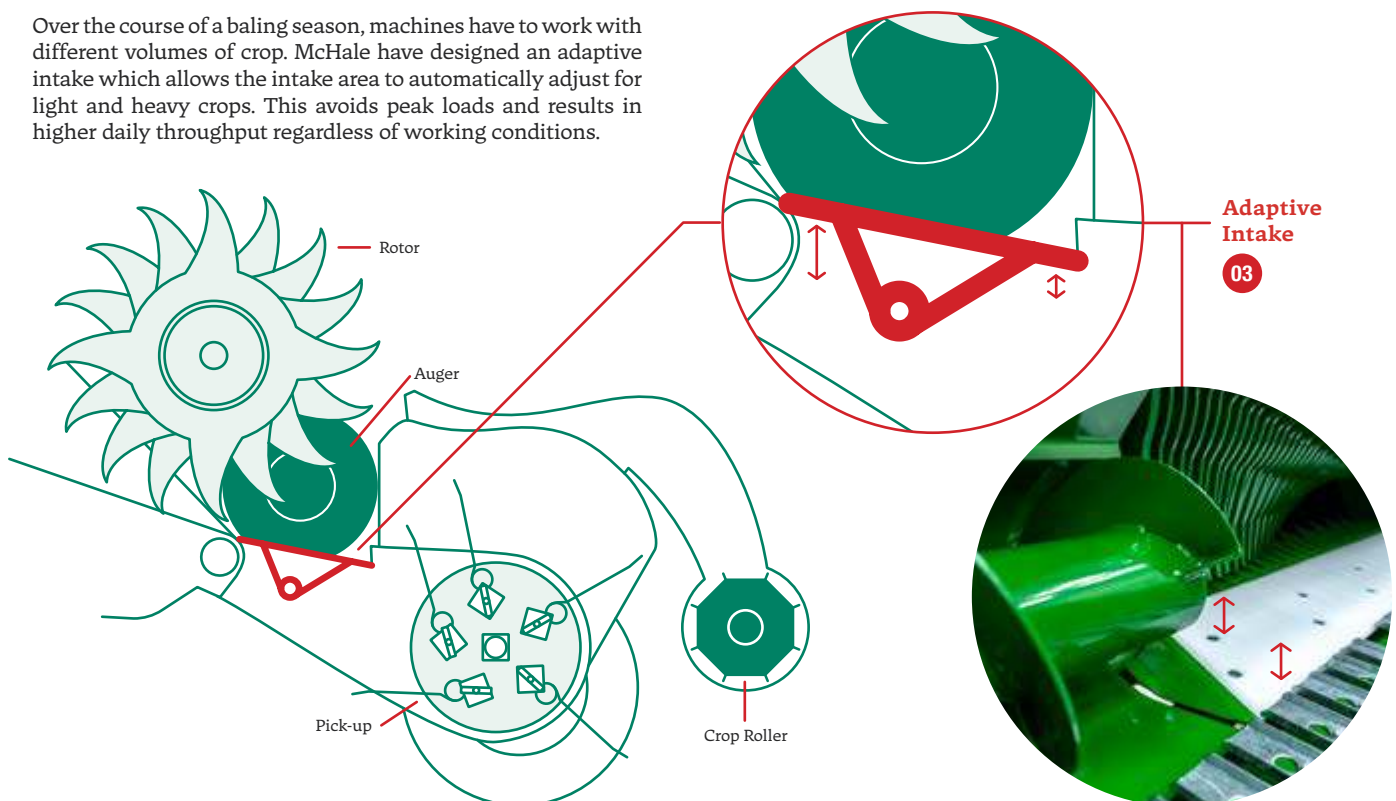 Over the course of a baling season, machines have to work with
different volumes of crop. McHale have designed an adaptive
intake which allows the intake area to automatically adjust for
light and heavy crops. This avoids peak loads and results in
higher daily throughput regardless of working conditions.
Adaptive
Intake
03
Rotor
Auger
Pick-up
Crop Roller